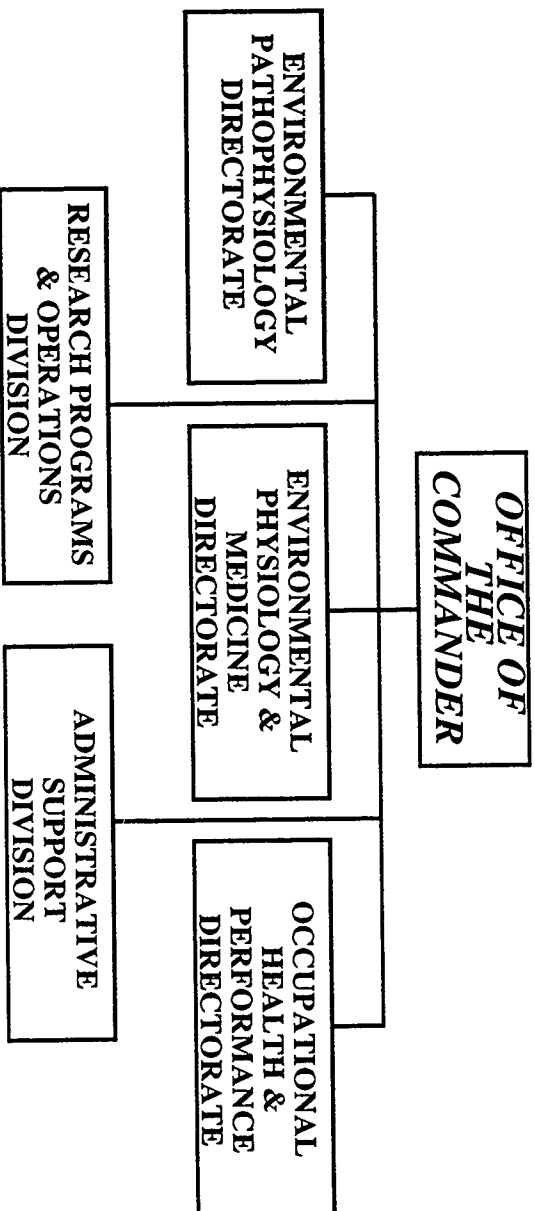 OFFICE OF
THE
COMMANDER
ENVIRONMENTAL
PATHOPHYSIOLOGY
DIRECTORATE
ENVIRONMENTAL
PHYSIOLOGY &
MEDICINE
DIRECTORATE
OCCUPATIONAL
HEALTH &
PERFORMANCE
DIRECTORATE
RESEARCH PROGRAMS
& OPERATIONS
DIVISION
ADMINISTRATIVE
SUPPORT
DIVISION